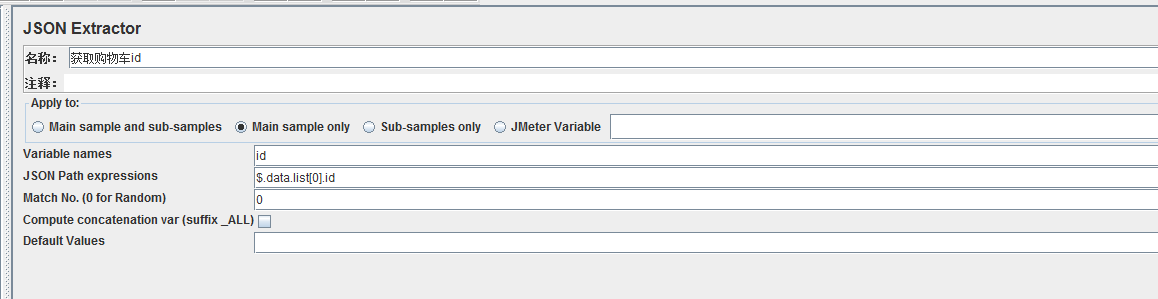 JSON Extractor
名称： 获取购物车id
注释：
Apply to:
Main sample and sub-samples Main sample only Sub-samples only JMeter Variable
Variable names id
JSON Path expressions $.data.list[0].id
Match No. (0 for Random) 0
Compute concatenation var (suffix _ALL)
Default Values